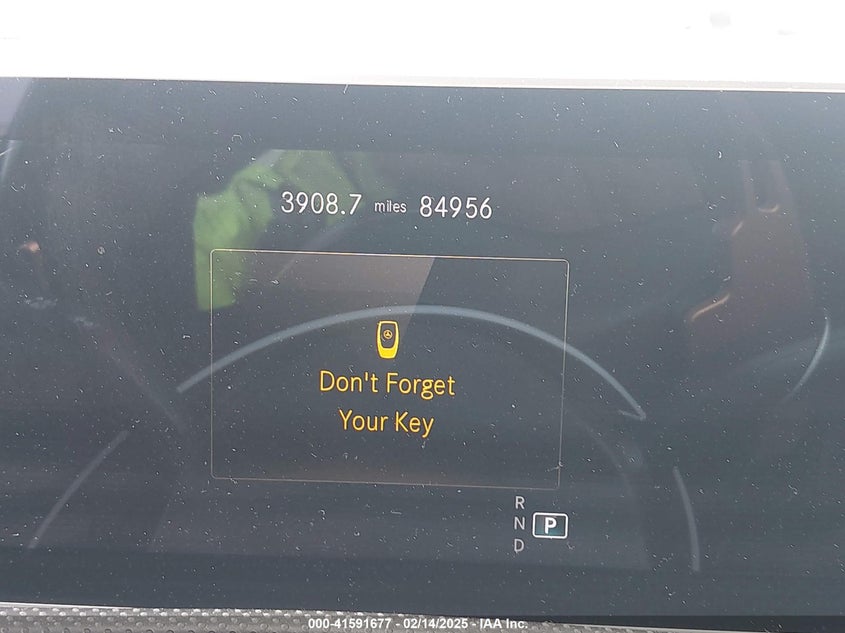 3908.7 miles 84956
Don't Forget
Your Key
R
N P
D
000-41591677 - 02/14/2025 - IAA Inc.